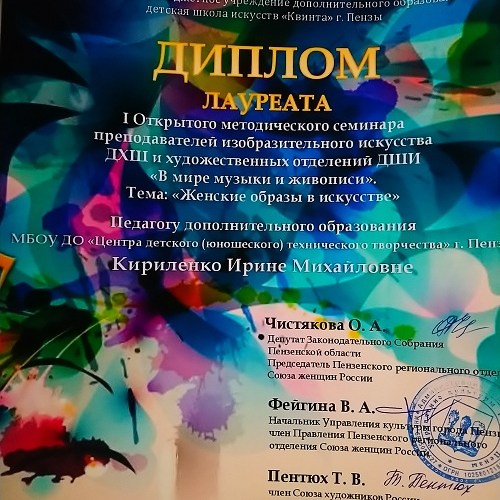 учреждение дополнительного
детская школа искусств «Квинта» г. Пензы
ДИПЛОМ
ЛАУРЕАТА
I Открытого методического семинара
преподавателей изобразительного искусства
ДХШ и художественных отделений ДШИ
«В мире музыки и живописи».
Тема: «Женские образы в искусстве»
Педагогу дополнительного образования
МБОУ ДО «Центра детского (юношеского) технического творчества» г.
Кириленко Ирине Михайловне
Чистякова О. А.
Депутат Законодательного Собрания
Пензенской области
Председатель Пензенского регионального
Союза женщин России
Фейгина В. А.
Начальник Управления культуры города
член Правления Пензенского регионального
отделения Союза женщин России
Пентюх Т. В.
член Союза художников России